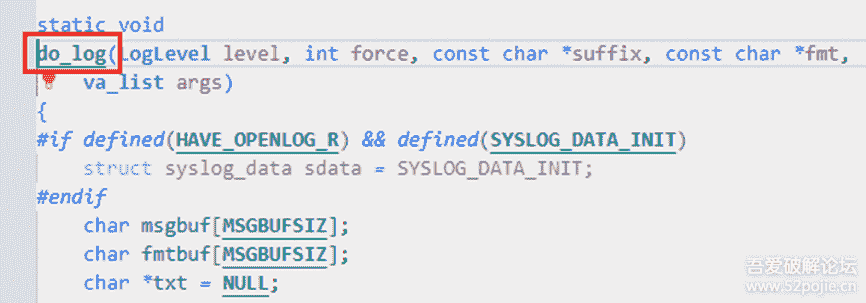 static void
do_log(LogLevel level, int force, const char *suffix, const char *fmt,
    va_list args)
{
#if defined(HAVE_OPENLOG_R) && defined(SYSLOG_DATA_INIT)
    struct syslog_data sdata = SYSLOG_DATA_INIT;
#endif
    char msgbuf[MSGBUFSIZ];
    char fmtbuf[MSGBUFSIZ];
    char *txt = NULL;
吾爱破解论坛
www.52pojie.cn